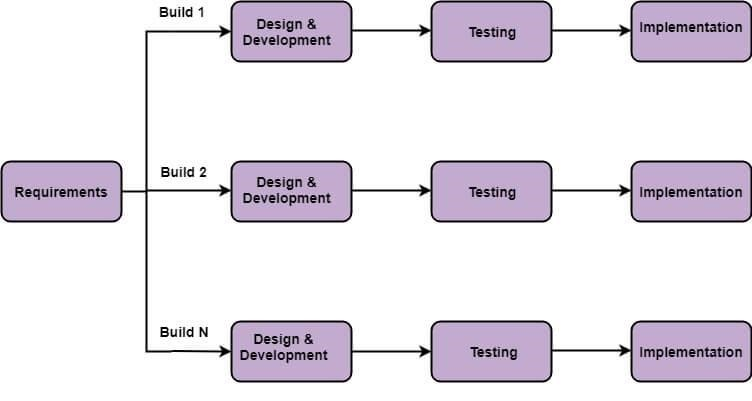 Build 1
Design &
Development
Testing
Implementation
Requirements
Build 2
Design &
Development
Testing
Implementation
Build N
Design &
Development
Testing
Implementation